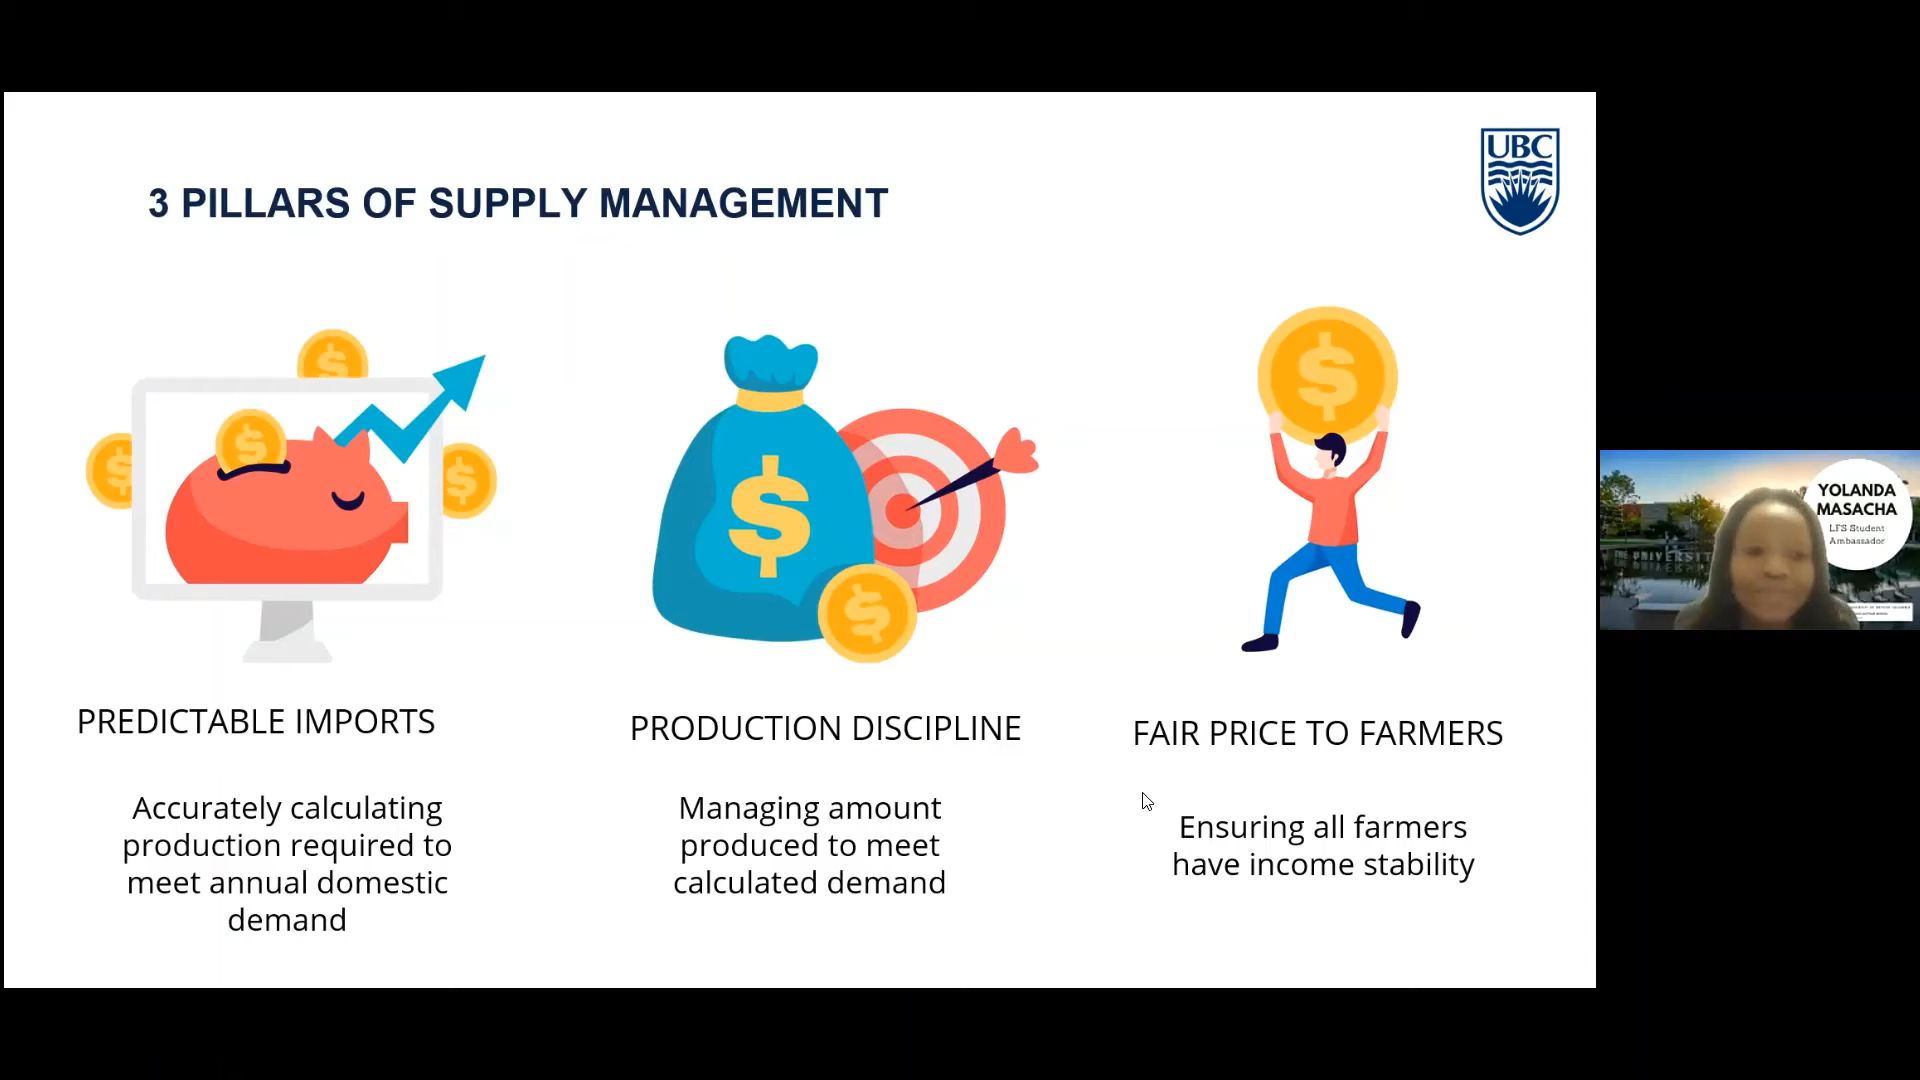 UBC
3 PILLARS OF SUPPLY MANAGEMENT
$
$
$
$
$
$
$
PREDICTABLE IMPORTS
Accurately calculating
production required to
meet annual domestic
demand
PRODUCTION DISCIPLINE
Managing amount
produced to meet
calculated demand
FAIR PRICE TO FARMERS
Ensuring all farmers
have income stability
YOLANDA
MASACHA
LFS Student
Ambassador
THE UNIVERSIT